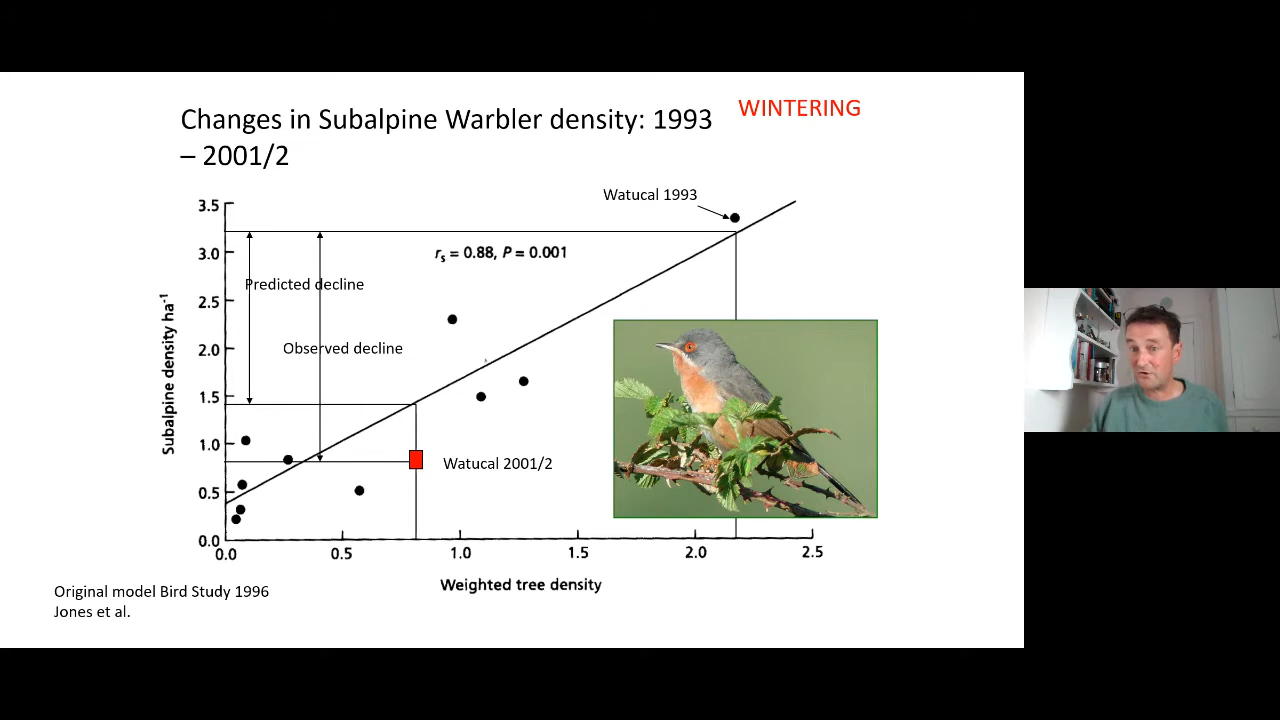 Changes in Subalpine Warbler density: 1993
– 2001/2
WINTERING
Watucal 1993
3.5
3.0
2.5
2.0
1.5
1.0
0.5
0.0
Subalpine density ha⁻¹
rₛ = 0.88, P = 0.001
Predicted decline
Observed decline
Watucal 2001/2
0.0
0.5
1.0
1.5
2.0
2.5
Weighted tree density
Original model Bird Study 1996
Jones et al.